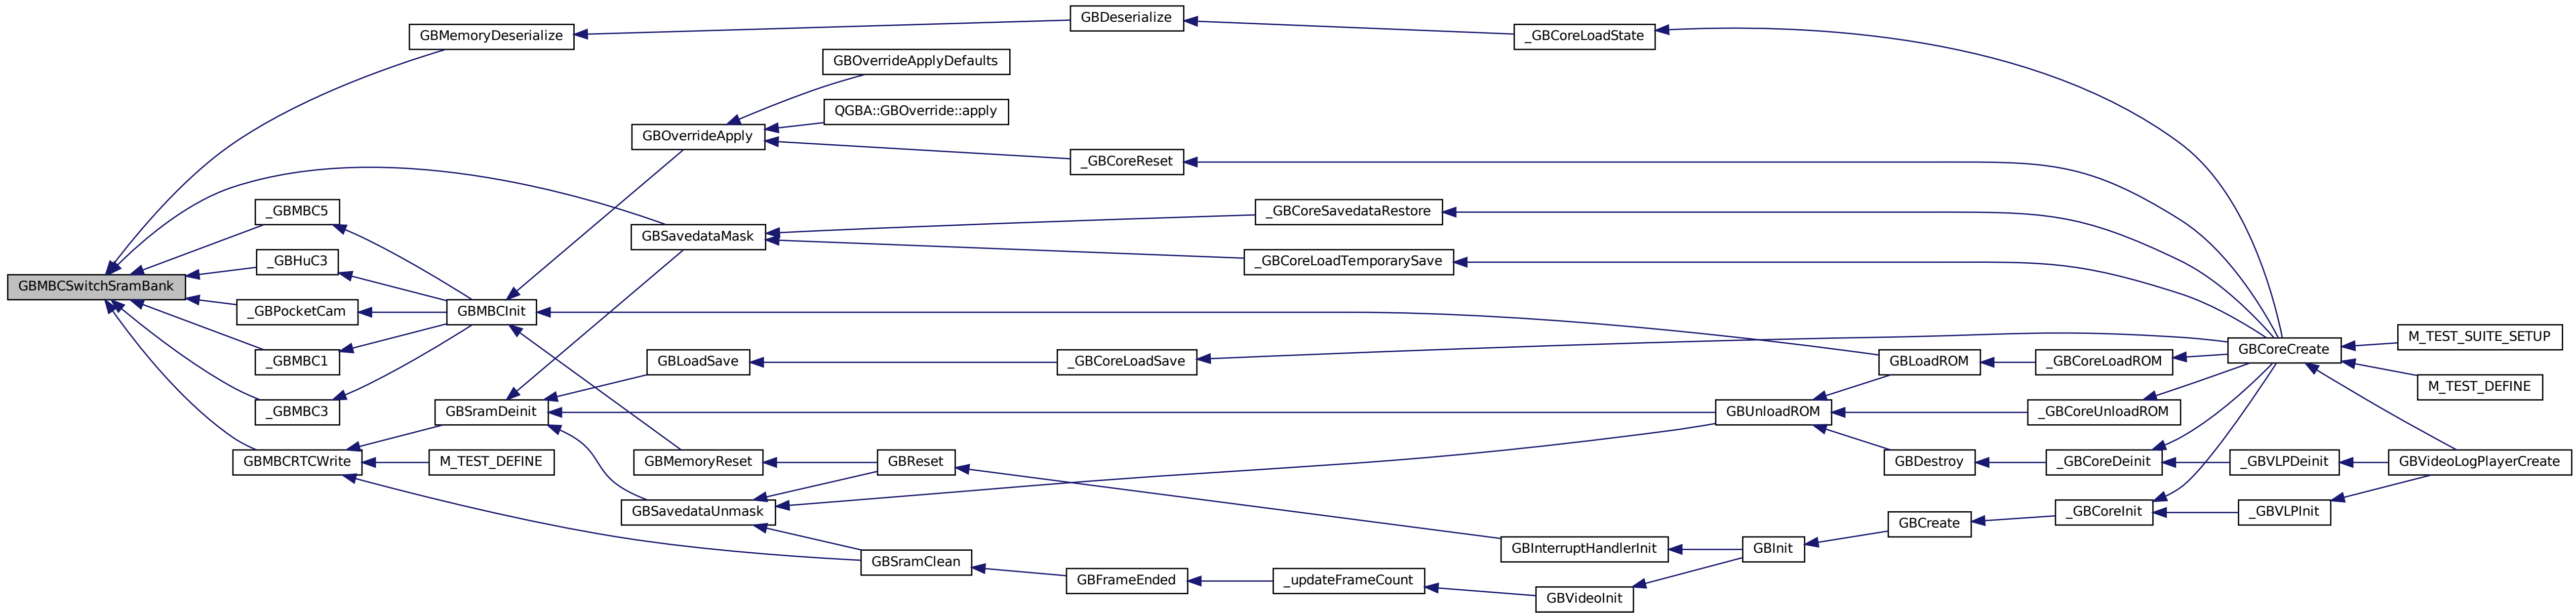 GBMBCSwitchSramBank
GBMemoryDeserialize
_GBMBC5
_GBHuC3
_GBPocketCam
_GBMBC1
_GBMBC3
GBMBCRTCWrite
GBMBCInit
GBSramDeinit
M_TEST_DEFINE
GBOverrideApply
GBSavedataMask
GBLoadSave
GBMemoryReset
GBSavedataUnmask
GBOverrideApplyDefaults
QGBA::GBOverride::apply
GBReset
GBSramClean
GBDeserialize
_GBCoreReset
_GBCoreLoadSave
GBFrameEnded
_GBCoreSavedataRestore
_GBCoreLoadTemporarySave
_updateFrameCount
_GBCoreLoadState
GBInterruptHandlerInit
GBVideoInit
GBUnloadROM
GBInit
GBLoadROM
GBDestroy
GBCreate
_GBCoreLoadROM
_GBCoreUnloadROM
_GBCoreDeinit
_GBCoreInit
GBCoreCreate
_GBVLPDeinit
_GBVLPInit
M_TEST_SUITE_SETUP
M_TEST_DEFINE
GBVideoLogPlayerCreate